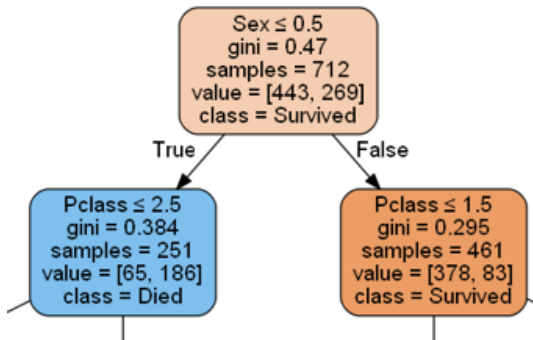 Sex ≤ 0.5
gini = 0.47
samples = 712
value = [443, 269]
class = Survived
True
False
Pclass ≤ 2.5
gini = 0.384
samples = 251
value = [65, 186]
class = Died
Pclass ≤ 1.5
gini = 0.295
samples = 461
value = [378, 83]
class = Survived